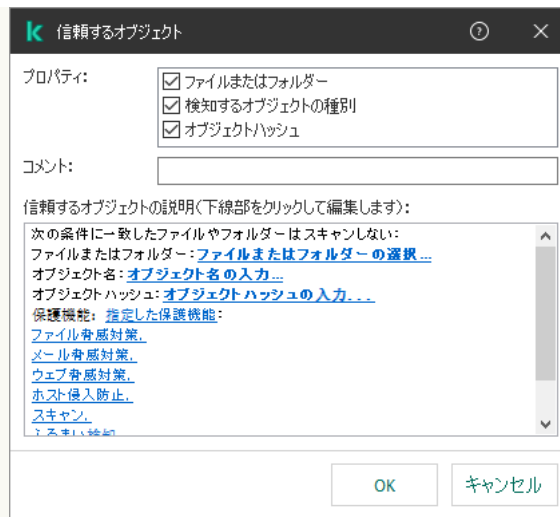 信頼するオブジェクト
プロパティ:
ファイルまたはフォルダー
検知するオブジェクトの種別
オブジェクトハッシュ
コメント:
信頼するオブジェクトの説明(下線部をクリックして編集します):
次の条件に一致したファイルやフォルダーはスキャンしない:
ファイルまたはフォルダー: ファイルまたはフォルダーの選択...
オブジェクト名: オブジェクト名の入力...
オブジェクトハッシュ: オブジェクトハッシュの入力...
保護機能: 指定した保護機能:
ファイル脅威対策,
メール脅威対策,
ウェブ脅威対策,
ホスト侵入防止,
スキャン,
ふるまい検知
OK
キャンセル